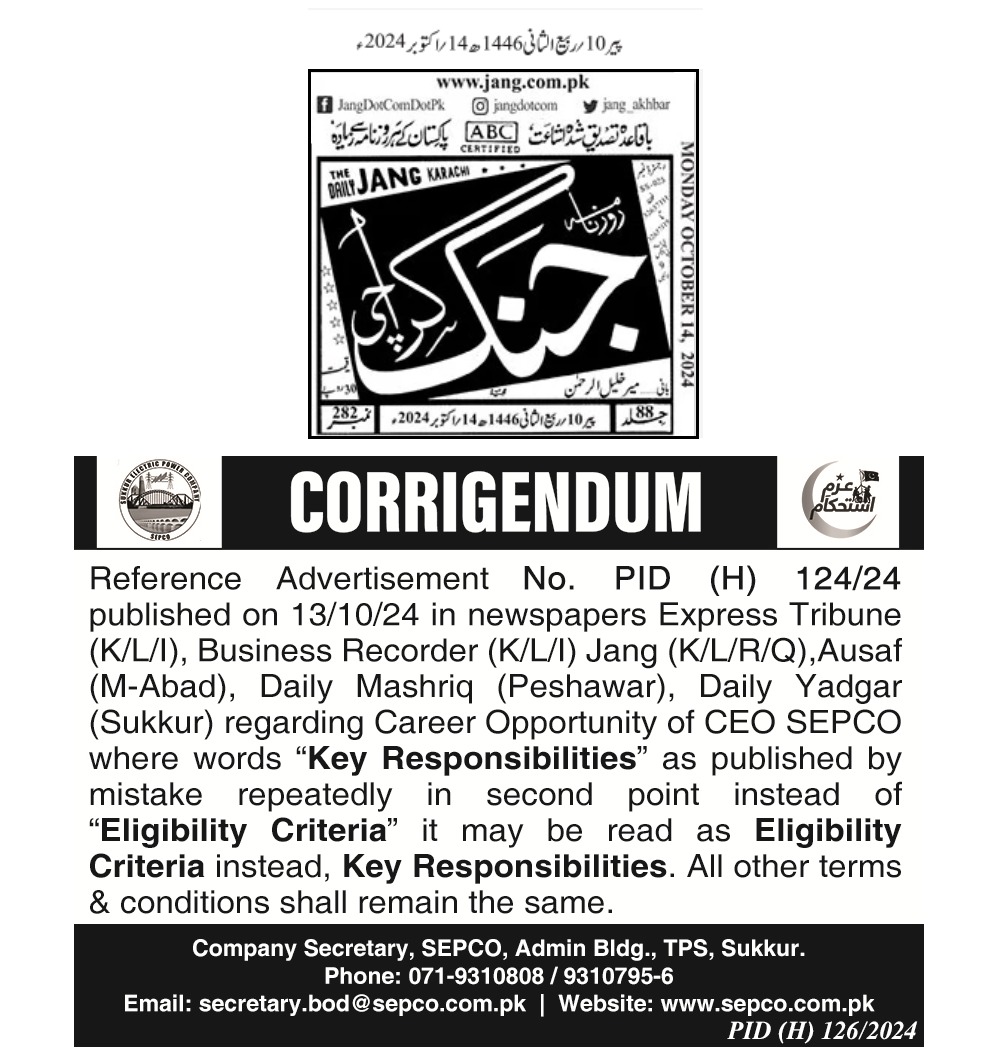 پیر 10/ربیع الثانی 1446ھ 14/اکتوبر 2024ء
www.jang.com.pk
JangDotComDotPk jangdotcom jang_akhbar
پاکستان کے ہر روزنامہ سے زیادہ ABC CERTIFIED باقاعدہ تصدیق شدہ اشاعت
THE DAILY JANG KARACHI
روزنامہ
جنگ کراچی
MONDAY OCTOBER 14, 2024
قیمت
30 روپے
بانی ..... میر خلیل الرحمٰن
جلد 88
پیر 10/ربیع الثانی 1446ھ 14/اکتوبر 2024ء
نمبر 282
SUKKUR ELECTRIC POWER COMPANY
SEPCO
CORRIGENDUM
عزم استحکام
Reference Advertisement No. PID (H) 124/24
published on 13/10/24 in newspapers Express Tribune
(K/L/I), Business Recorder (K/L/I) Jang (K/L/R/Q),Ausaf
(M-Abad), Daily Mashriq (Peshawar), Daily Yadgar
(Sukkur) regarding Career Opportunity of CEO SEPCO
where words “Key Responsibilities” as published by
mistake repeatedly in second point instead of
“Eligibility Criteria” it may be read as Eligibility
Criteria instead, Key Responsibilities. All other terms
& conditions shall remain the same.
Company Secretary, SEPCO, Admin Bldg., TPS, Sukkur.
Phone: 071-9310808 / 9310795-6
Email: secretary.bod@sepco.com.pk | Website: www.sepco.com.pk
PID (H) 126/2024